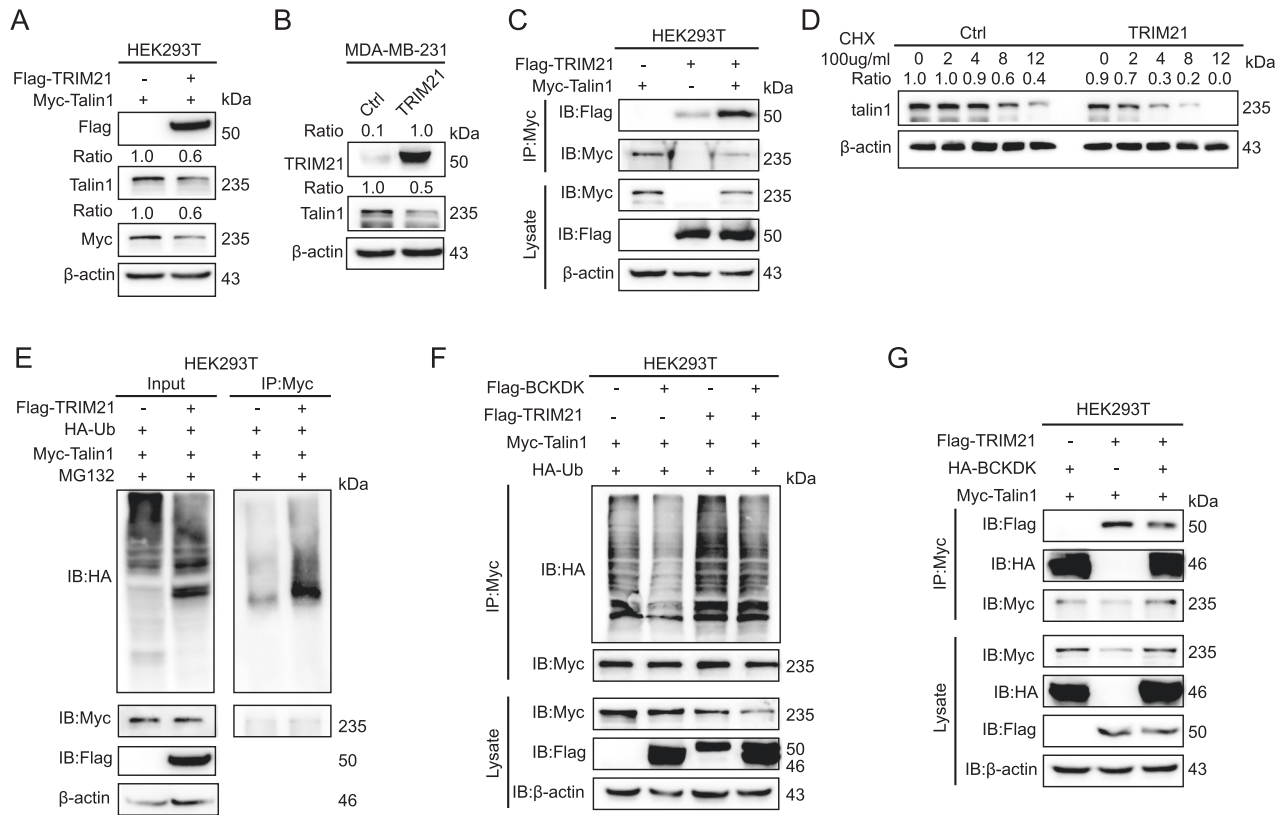 A
HEK293T
Flag-TRIM21 - +
Myc-Talin1 + + kDa
Flag 50
Ratio 1.0 0.6
Talin1 235
Ratio 1.0 0.6
Myc 235
β-actin 43
B
MDA-MB-231
Ctrl TRIM21
Ratio 0.1 1.0 kDa
TRIM21 50
Ratio 1.0 0.5
Talin1 235
β-actin 43
C
HEK293T
Flag-TRIM21 - + +
Myc-Talin1 + - + kDa
IP:Myc
IB:Flag 50
IB:Myc 235
Lysate
IB:Myc 235
IB:Flag 50
β-actin 43
D
CHX Ctrl TRIM21
100ug/ml 0 2 4 8 12 0 2 4 8 12 kDa
Ratio 1.0 1.0 0.9 0.6 0.4 0.9 0.7 0.3 0.2 0.0
talin1 235
β-actin 43
E
HEK293T
Input IP:Myc
Flag-TRIM21 - + - +
HA-Ub + + + +
Myc-Talin1 + + + +
MG132 + + + + kDa
IB:HA
IB:Myc 235
IB:Flag 50
β-actin 46
F
HEK293T
Flag-BCKDK - + - +
Flag-TRIM21 - - + +
Myc-Talin1 + + + +
HA-Ub + + + + kDa
IP:Myc
IB:HA
IB:Myc 235
Lysate
IB:Myc 235
IB:Flag 50
46
IB:β-actin 43
G
HEK293T
Flag-TRIM21 - + +
HA-BCKDK + - +
Myc-Talin1 + + + kDa
IP:Myc
IB:Flag 50
IB:HA 46
IB:Myc 235
Lysate
IB:Myc 235
IB:HA 46
IB:Flag 50
IB:β-actin 43